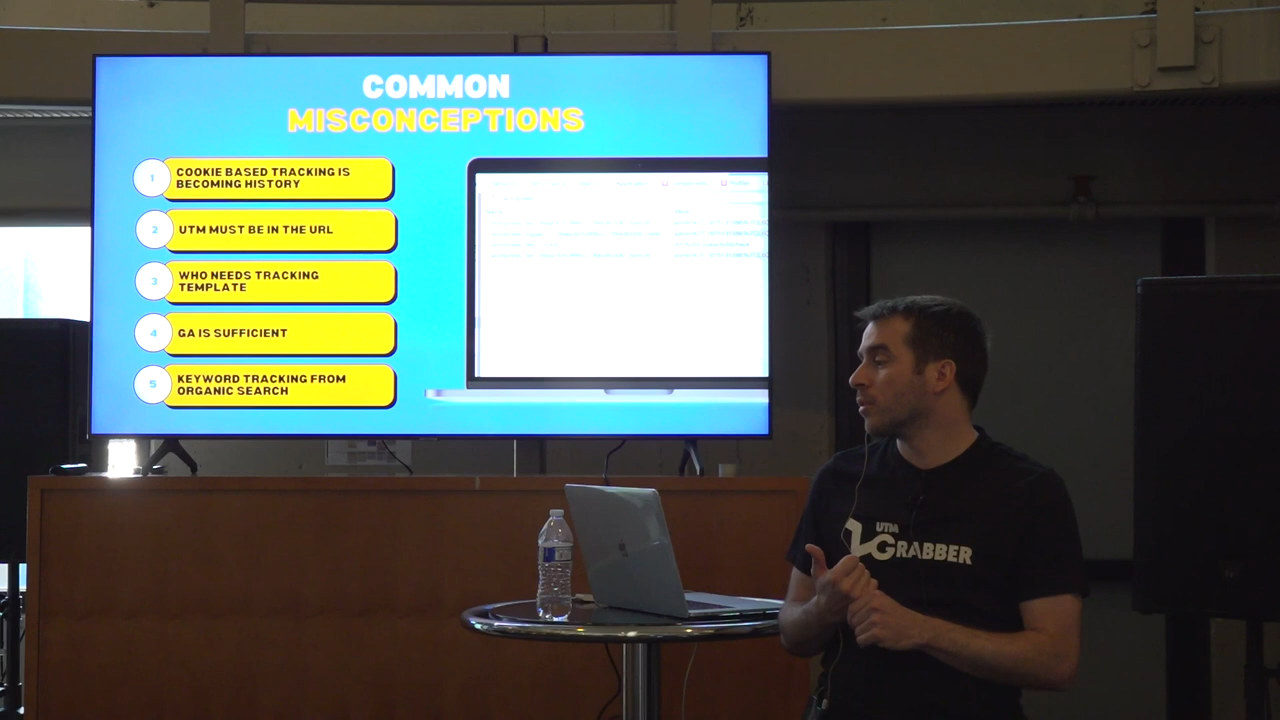 COMMON
MISCONCEPTIONS
1
COOKIE BASED TRACKING IS
BECOMING HISTORY
2
UTM MUST BE IN THE URL
3
WHO NEEDS TRACKING
TEMPLATE
4
GA IS SUFFICIENT
5
KEYWORD TRACKING FROM
ORGANIC SEARCH
UTM
GRABBER